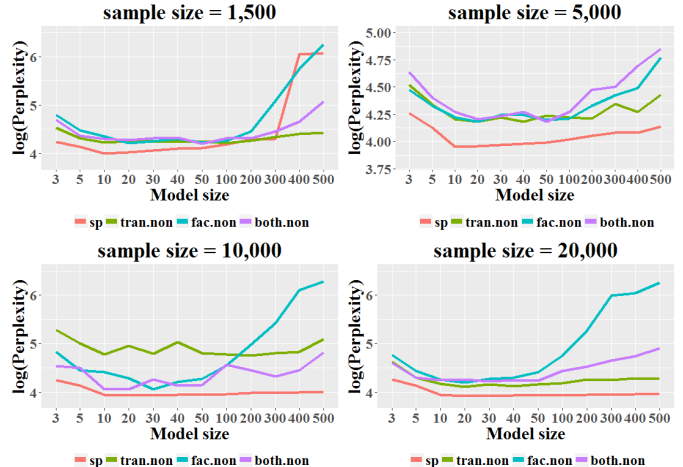 sample size = 1,500
log(Perplexity)
6
5
4
3 5 10 20 30 40 50 100 200 300 400 500
Model size
sp tran.non fac.non both.non
sample size = 5,000
log(Perplexity)
5.00
4.75
4.50
4.25
4.00
3.75
3 5 10 20 30 40 50 100 200 300 400 500
Model size
sp tran.non fac.non both.non
sample size = 10,000
log(Perplexity)
6
5
4
3 5 10 20 30 40 50 100 200 300 400 500
Model size
sp tran.non fac.non both.non
sample size = 20,000
log(Perplexity)
6
5
4
3 5 10 20 30 40 50 100 200 300 400 500
Model size
sp tran.non fac.non both.non